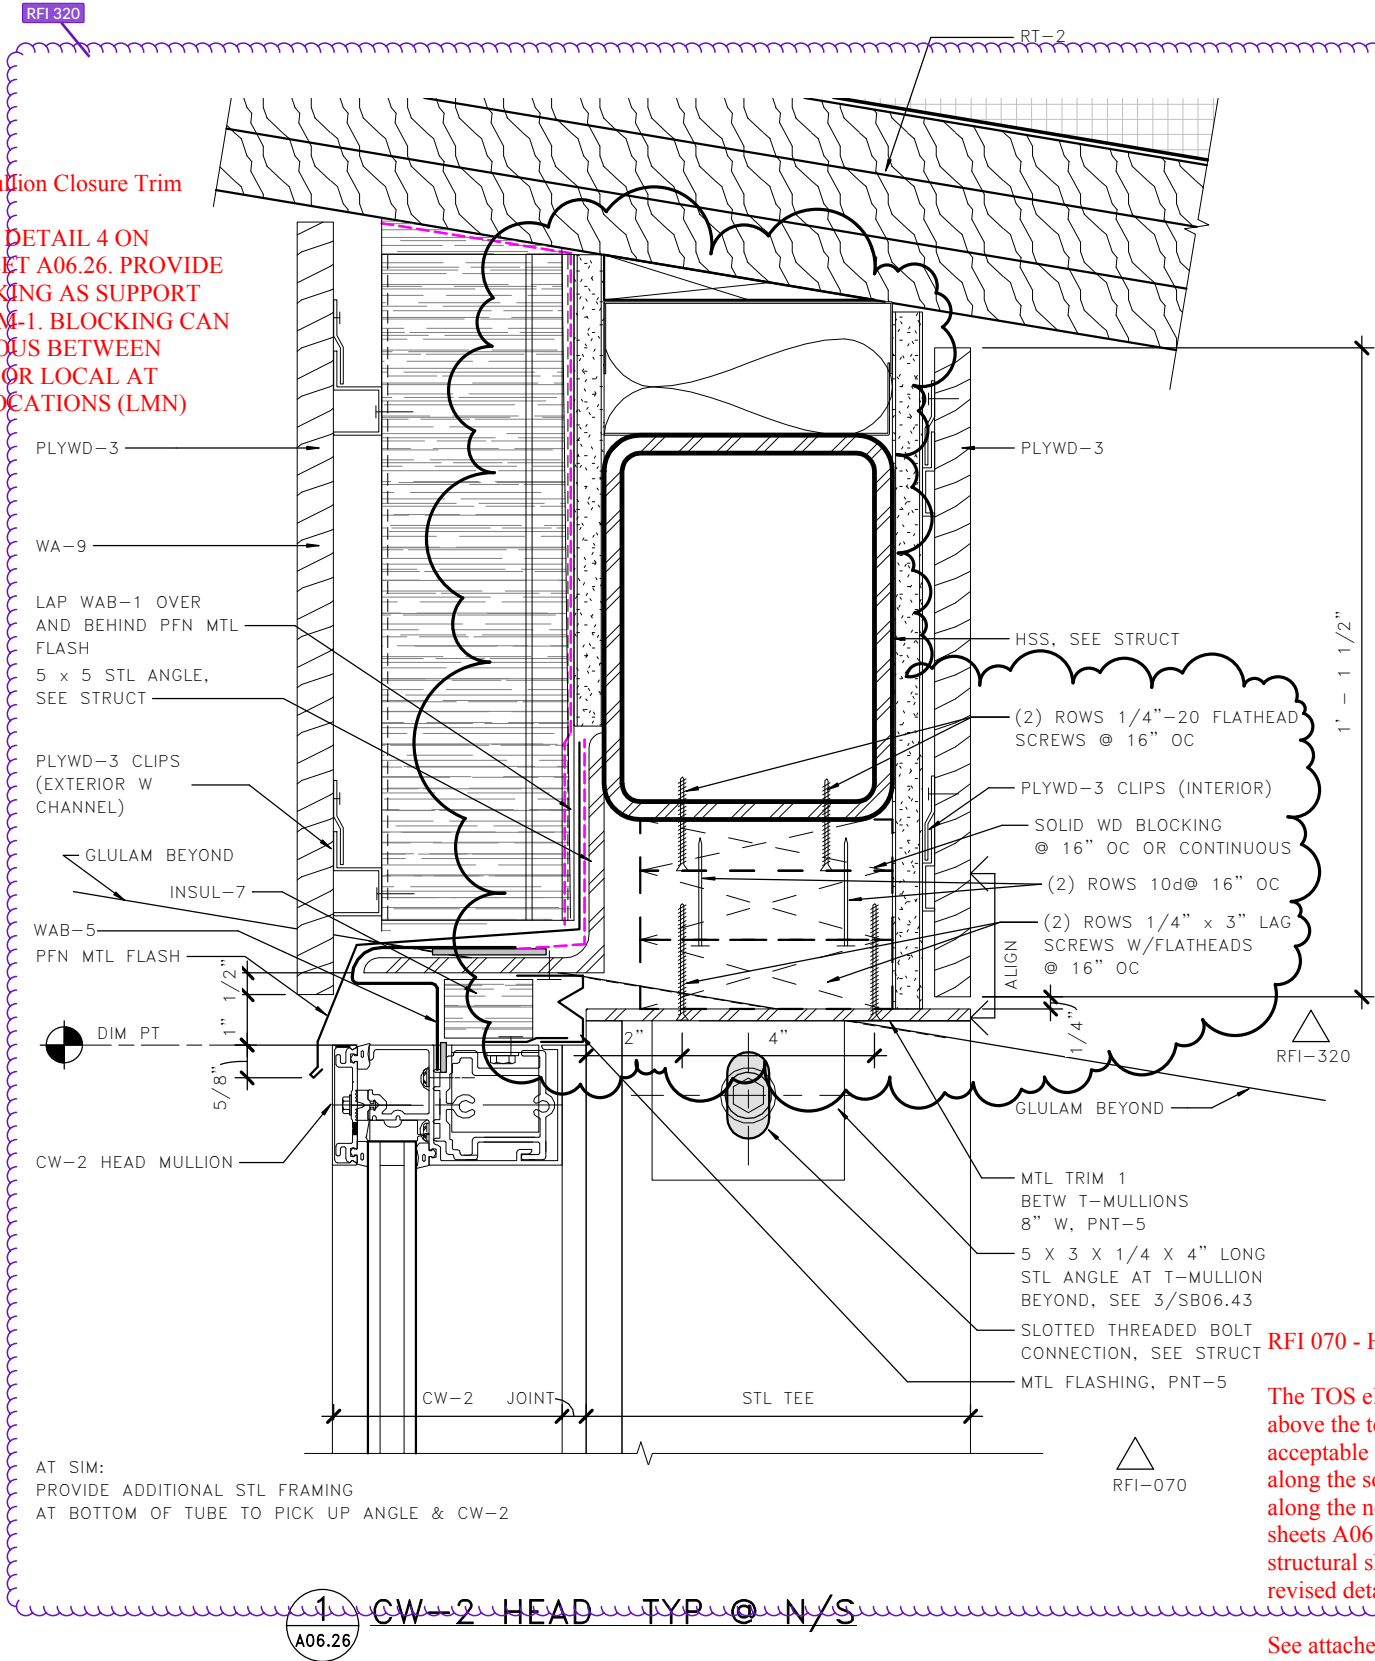 RFI 320
RT-2
ullion Closure Trim
DETAIL 4 ON
ET A06.26. PROVIDE
KING AS SUPPORT
M-1. BLOCKING CAN
OUS BETWEEN
OR LOCAL AT
OCATIONS (LMN)
PLYWD-3
WA-9
LAP WAB-1 OVER
AND BEHIND PFN MTL
FLASH
5 x 5 STL ANGLE,
SEE STRUCT
PLYWD-3 CLIPS
(EXTERIOR W
CHANNEL)
GLULAM BEYOND
INSUL-7
WAB-5
PFN MTL FLASH
1 1/2"
DIM PT
5/8"
CW-2 HEAD MULLION
PLYWD-3
1' - 1 1/2"
HSS, SEE STRUCT
(2) ROWS 1/4"-20 FLATHEAD
SCREWS @ 16" OC
PLYWD-3 CLIPS (INTERIOR)
SOLID WD BLOCKING
@ 16" OC OR CONTINUOUS
(2) ROWS 10d@ 16" OC
(2) ROWS 1/4" x 3" LAG
SCREWS W/FLATHEADS
@ 16" OC
ALIGN
1/4"
2"
4"
RFI-320
GLULAM BEYOND
MTL TRIM 1
BETW T-MULLIONS
8" W, PNT-5
5 X 3 X 1/4 X 4" LONG
STL ANGLE AT T-MULLION
BEYOND, SEE 3/SB06.43
SLOTTED THREADED BOLT
CONNECTION, SEE STRUCT
MTL FLASHING, PNT-5
CW-2
JOINT
STL TEE
RFI-070
RFI 070 - H
The TOS el
above the to
acceptable
along the so
along the no
sheets A06
structural sh
revised deta
See attache
AT SIM:
PROVIDE ADDITIONAL STL FRAMING
AT BOTTOM OF TUBE TO PICK UP ANGLE & CW-2
1
A06.26
CW-2 HEAD TYP @ N/S